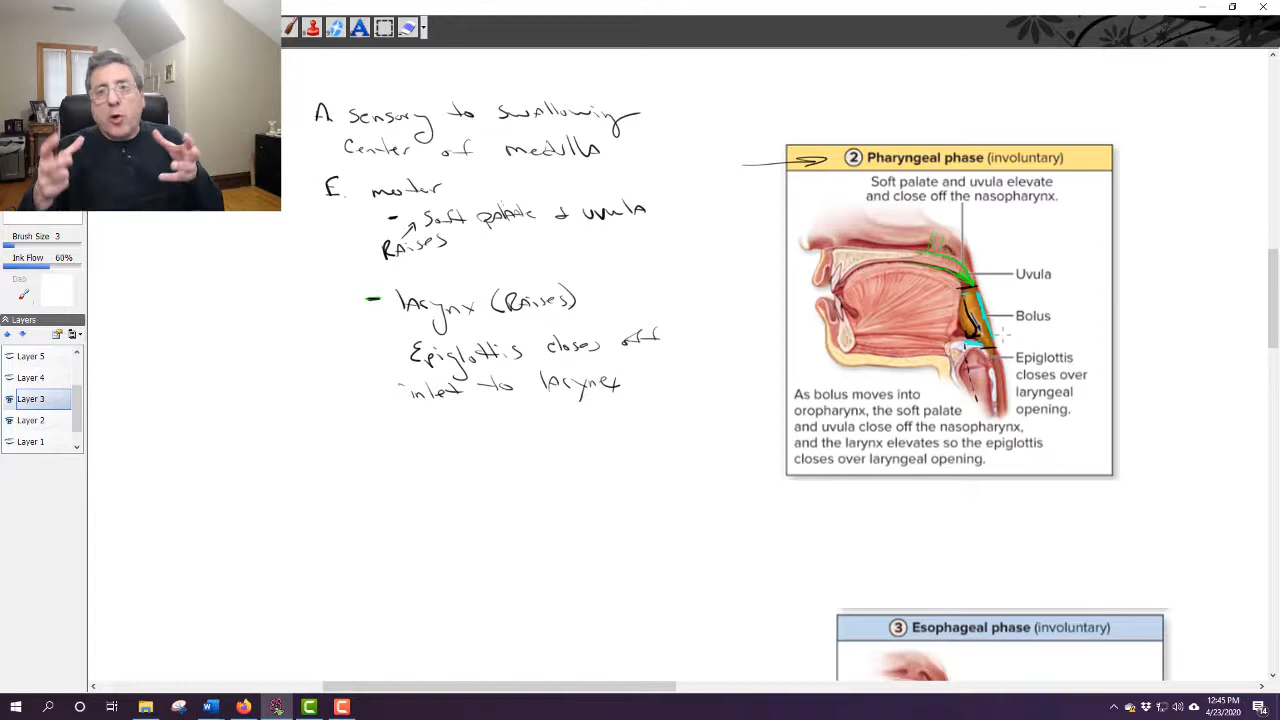 A sensory to swallowing
center of medulla
E. motor
- Soft palate & uvula
Raises
- larynx (Raises)
Epiglottis closes off
inlet to larynex
2 Pharyngeal phase (involuntary)
Soft palate and uvula elevate
and close off the nasopharynx.
Uvula
Bolus
Epiglottis
closes over
laryngeal
opening.
As bolus moves into
oropharynx, the soft palate
and uvula close off the nasopharynx,
and the larynx elevates so the epiglottis
closes over laryngeal opening.
3 Esophageal phase (involuntary)
Brush Size: 3
Ink Flow 60%
Layers
Layer 5
Layer 4
Layer 3
Layer 2
Layer 1
12:45 PM
4/23/2020